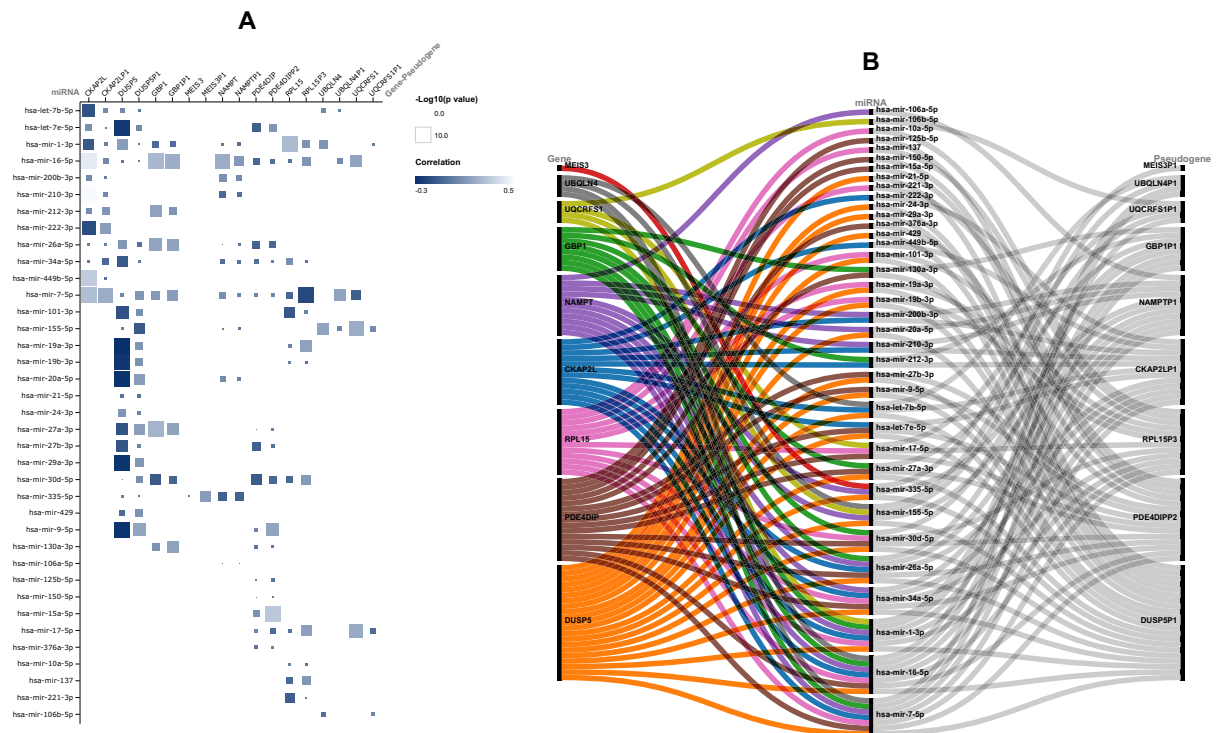 A
miRNA
CKAP2L
CKAP2LP1
DUSP5
DUSP5P1
GBP1
GBP1P1
MEIS3
MEIS3P1
NAMPT
NAMPTP1
PDE4DIP
PDE4DIPP2
RPL15
RPL15P3
UBQLN4
UBQLN4P1
UQCRFS1
UQCRFS1P1
Gene-Pseudogene
hsa-let-7b-5p
hsa-let-7e-5p
hsa-mir-1-3p
hsa-mir-16-5p
hsa-mir-200b-3p
hsa-mir-210-3p
hsa-mir-212-3p
hsa-mir-222-3p
hsa-mir-26a-5p
hsa-mir-34a-5p
hsa-mir-449b-5p
hsa-mir-7-5p
hsa-mir-101-3p
hsa-mir-155-5p
hsa-mir-19a-3p
hsa-mir-19b-3p
hsa-mir-20a-5p
hsa-mir-21-5p
hsa-mir-24-3p
hsa-mir-27a-3p
hsa-mir-27b-3p
hsa-mir-29a-3p
hsa-mir-30d-5p
hsa-mir-335-5p
hsa-mir-429
hsa-mir-9-5p
hsa-mir-130a-3p
hsa-mir-106a-5p
hsa-mir-125b-5p
hsa-mir-150-5p
hsa-mir-15a-5p
hsa-mir-17-5p
hsa-mir-376a-3p
hsa-mir-10a-5p
hsa-mir-137
hsa-mir-221-3p
hsa-mir-106b-5p
-Log10(p value)
0.0
10.0
Correlation
-0.3 0.5
B
Gene
MEIS3
UBQLN4
UQCRFS1
GBP1
NAMPT
CKAP2L
RPL15
PDE4DIP
DUSP5
miRNA
hsa-mir-106a-5p
hsa-mir-106b-5p
hsa-mir-10a-5p
hsa-mir-125b-5p
hsa-mir-137
hsa-mir-150-5p
hsa-mir-15a-5p
hsa-mir-21-5p
hsa-mir-221-3p
hsa-mir-222-3p
hsa-mir-24-3p
hsa-mir-29a-3p
hsa-mir-376a-3p
hsa-mir-429
hsa-mir-449b-5p
hsa-mir-101-3p
hsa-mir-130a-3p
hsa-mir-19a-3p
hsa-mir-19b-3p
hsa-mir-200b-3p
hsa-mir-20a-5p
hsa-mir-210-3p
hsa-mir-212-3p
hsa-mir-27b-3p
hsa-mir-9-5p
hsa-let-7b-5p
hsa-let-7e-5p
hsa-mir-17-5p
hsa-mir-27a-3p
hsa-mir-335-5p
hsa-mir-155-5p
hsa-mir-30d-5p
hsa-mir-26a-5p
hsa-mir-34a-5p
hsa-mir-1-3p
hsa-mir-16-5p
hsa-mir-7-5p
Pseudogene
MEIS3P1
UBQLN4P1
UQCRFS1P1
GBP1P1
NAMPTP1
CKAP2LP1
RPL15P3
PDE4DIPP2
DUSP5P1